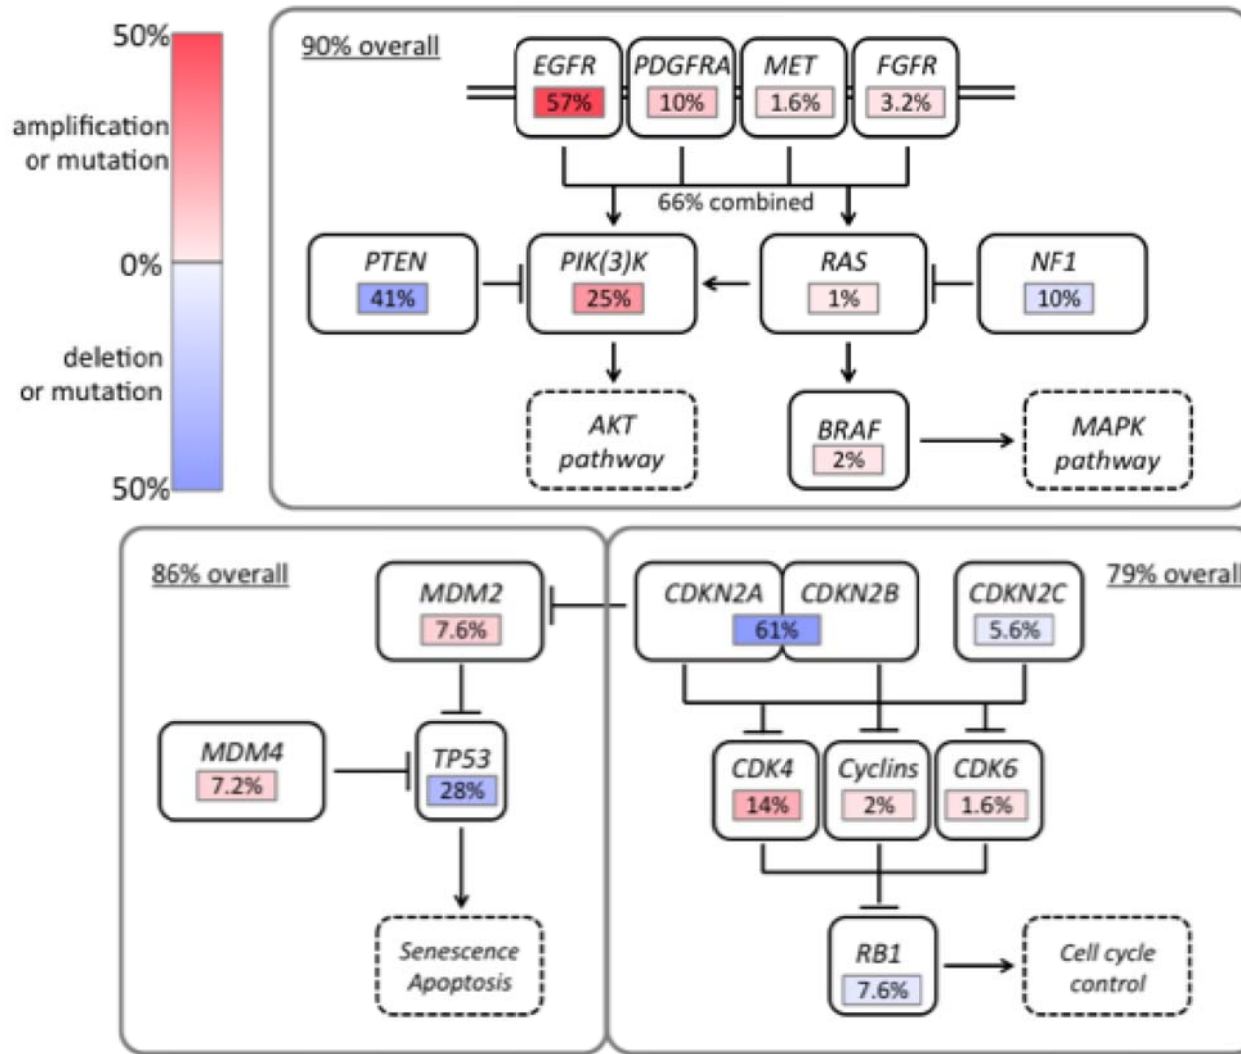 50%
amplification
or mutation
0%
deletion
or mutation
50%
90% overall
EGFR
57%
PDGFRA
10%
MET
1.6%
FGFR
3.2%
66% combined
PTEN
41%
PIK(3)K
25%
RAS
1%
NF1
10%
AKT
pathway
BRAF
2%
MAPK
pathway
86% overall
MDM2
7.6%
MDM4
7.2%
TP53
28%
Senescence
Apoptosis
CDKN2A
CDKN2B
61%
CDKN2C
5.6%
79% overall
CDK4
14%
Cyclins
2%
CDK6
1.6%
RB1
7.6%
Cell cycle
control